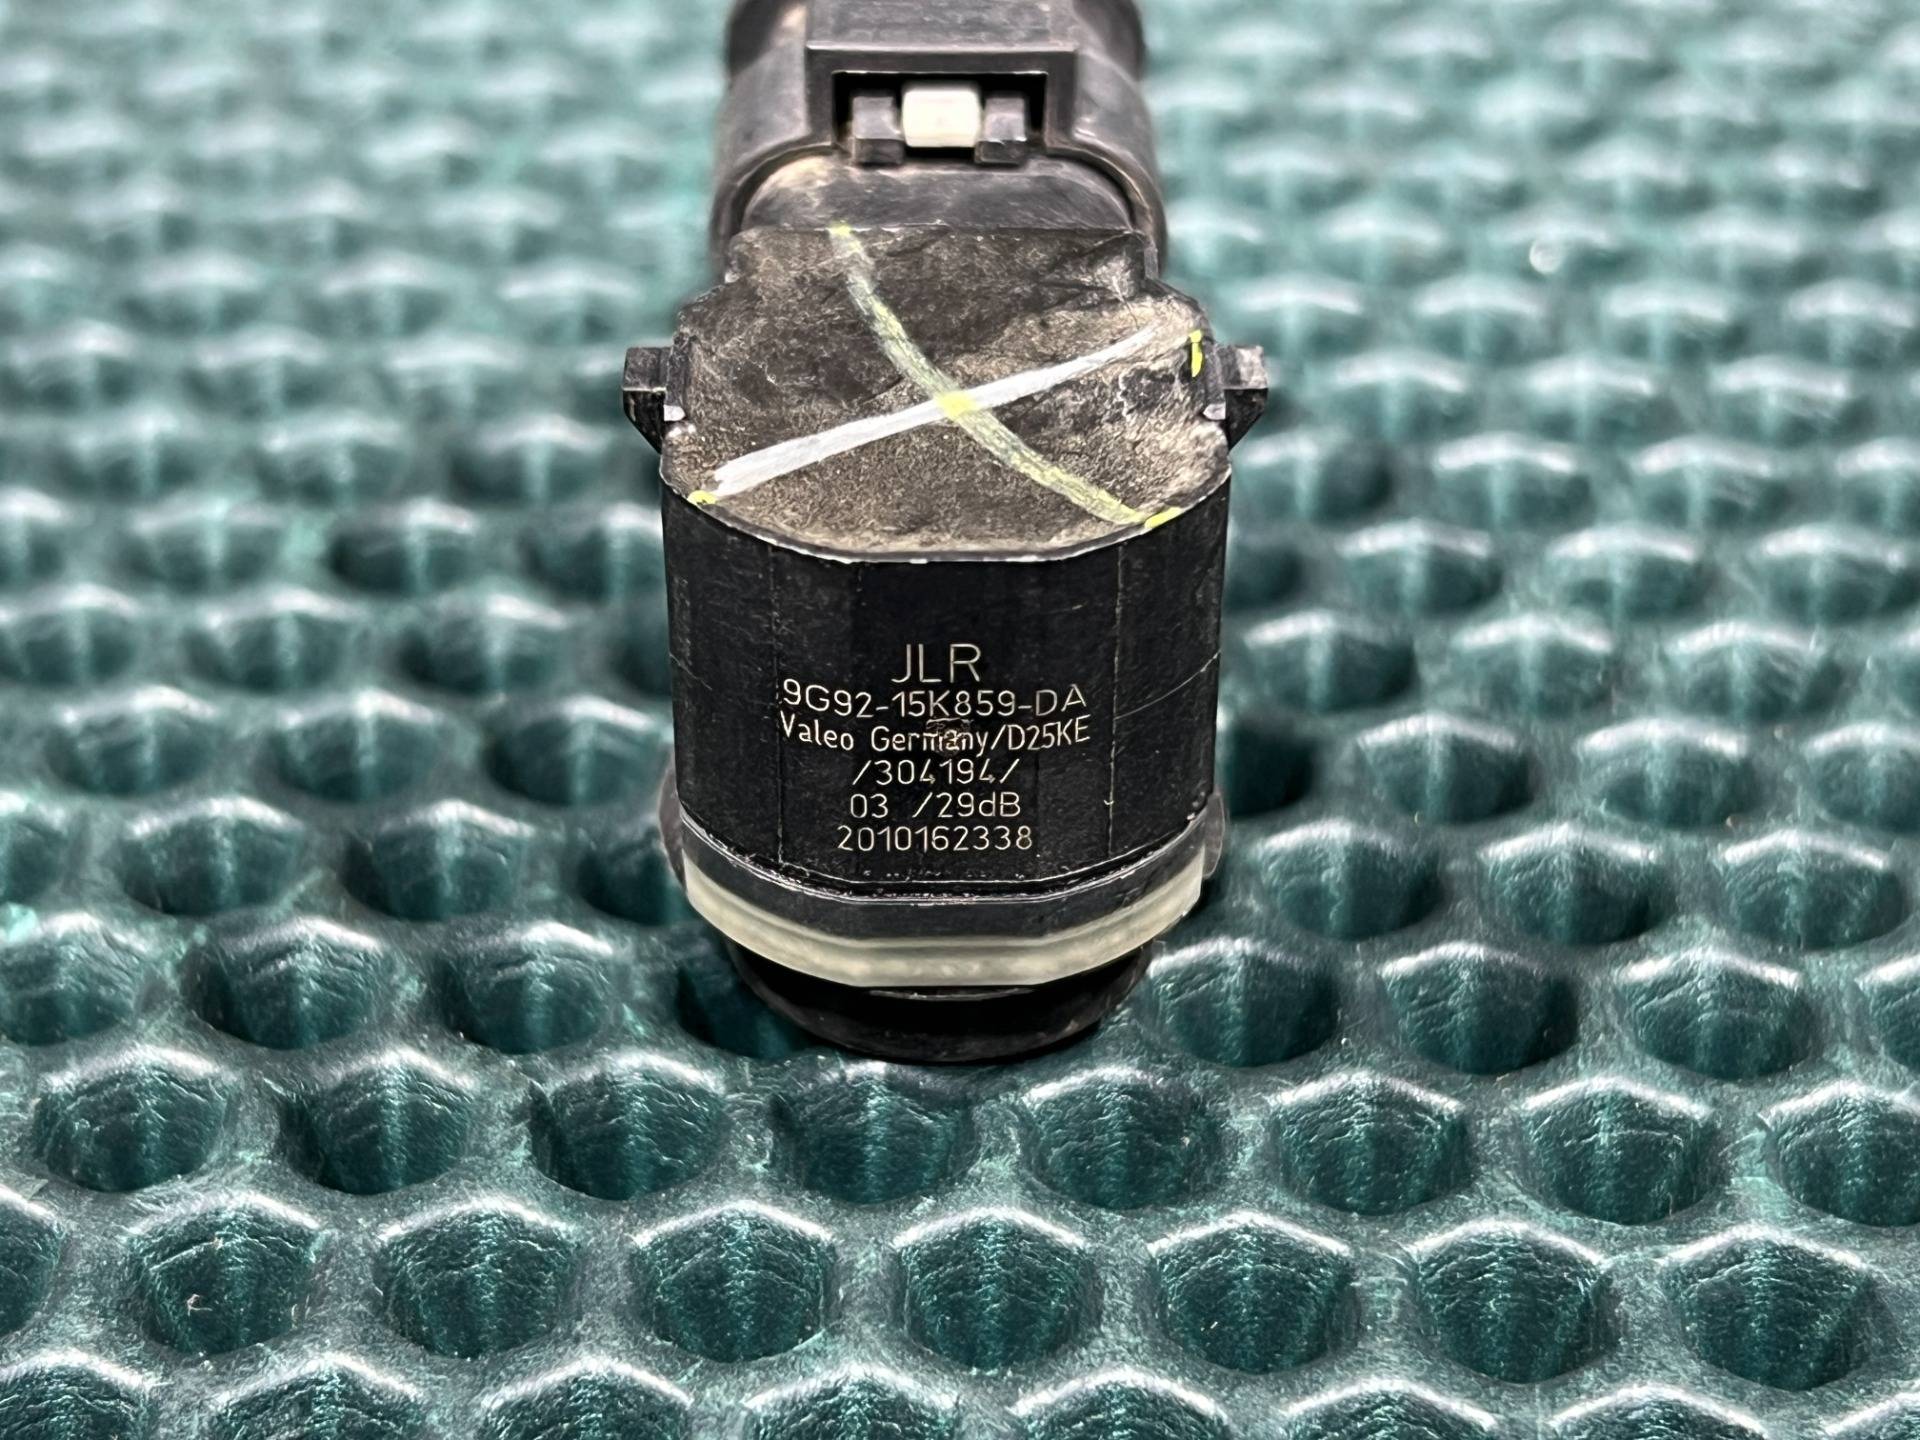 JLR
9G92-15K859-DA
Valeo Germany/D25KE
/304194/
03 /29dB
2010162338